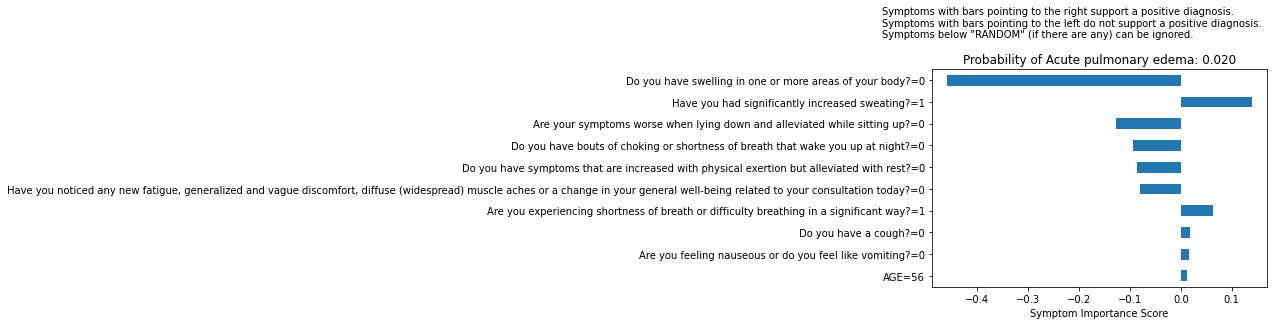 Symptoms with bars pointing to the right support a positive diagnosis.
Symptoms with bars pointing to the left do not support a positive diagnosis.
Symptoms below "RANDOM" (if there are any) can be ignored.
Probability of Acute pulmonary edema: 0.020
Do you have swelling in one or more areas of your body?=0
Have you had significantly increased sweating?=1
Are your symptoms worse when lying down and alleviated while sitting up?=0
Do you have bouts of choking or shortness of breath that wake you up at night?=0
Do you have symptoms that are increased with physical exertion but alleviated with rest?=0
Have you noticed any new fatigue, generalized and vague discomfort, diffuse (widespread) muscle aches or a change in your general well-being related to your consultation today?=0
Are you experiencing shortness of breath or difficulty breathing in a significant way?=1
Do you have a cough?=0
Are you feeling nauseous or do you feel like vomiting?=0
AGE=56
−0.4 −0.3 −0.2 −0.1 0.0 0.1
Symptom Importance Score